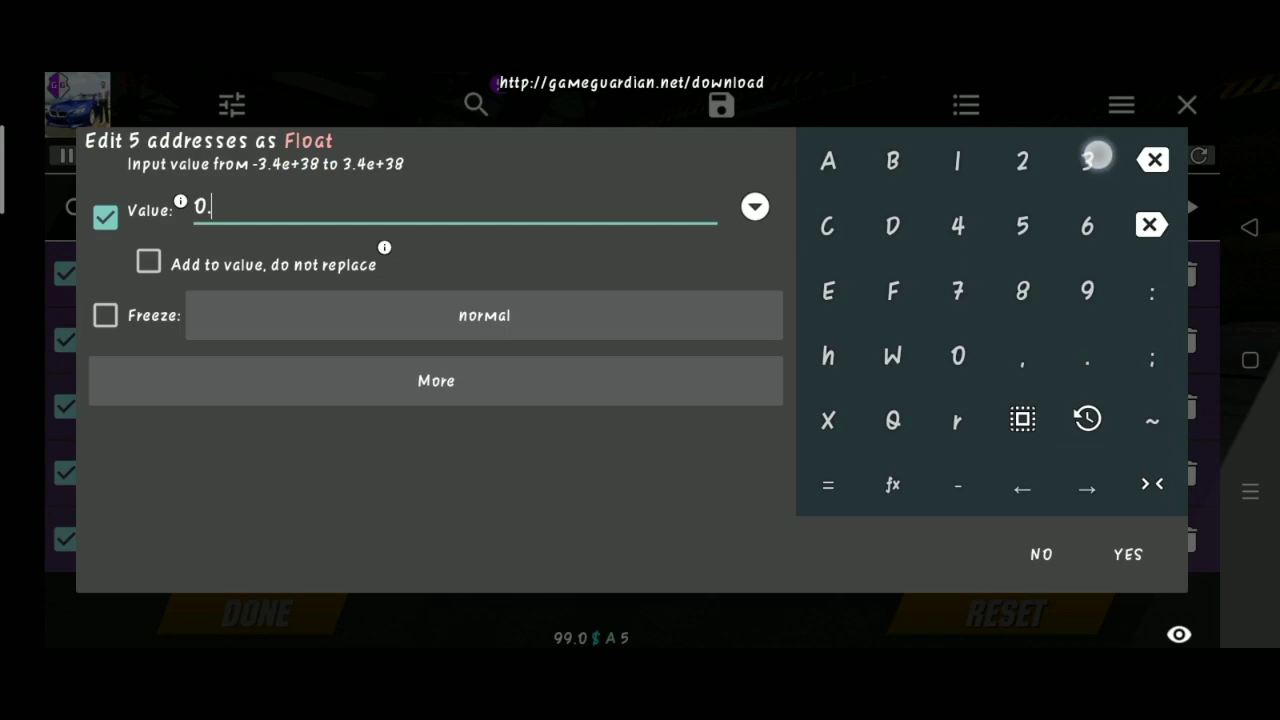 http://gameguardian.net/download
Edit 5 addresses as Float
Input value from -3.4e+38 to 3.4e+38
Value: 0.
Add to value, do not replace
Freeze: normal
More
A B 1 2 3
C D 4 5 6
E F 7 8 9 :
h W 0 , . ;
X Q r ~
= fx - ← → ><
NO YES
DONE RESET
99.0 $ A 5